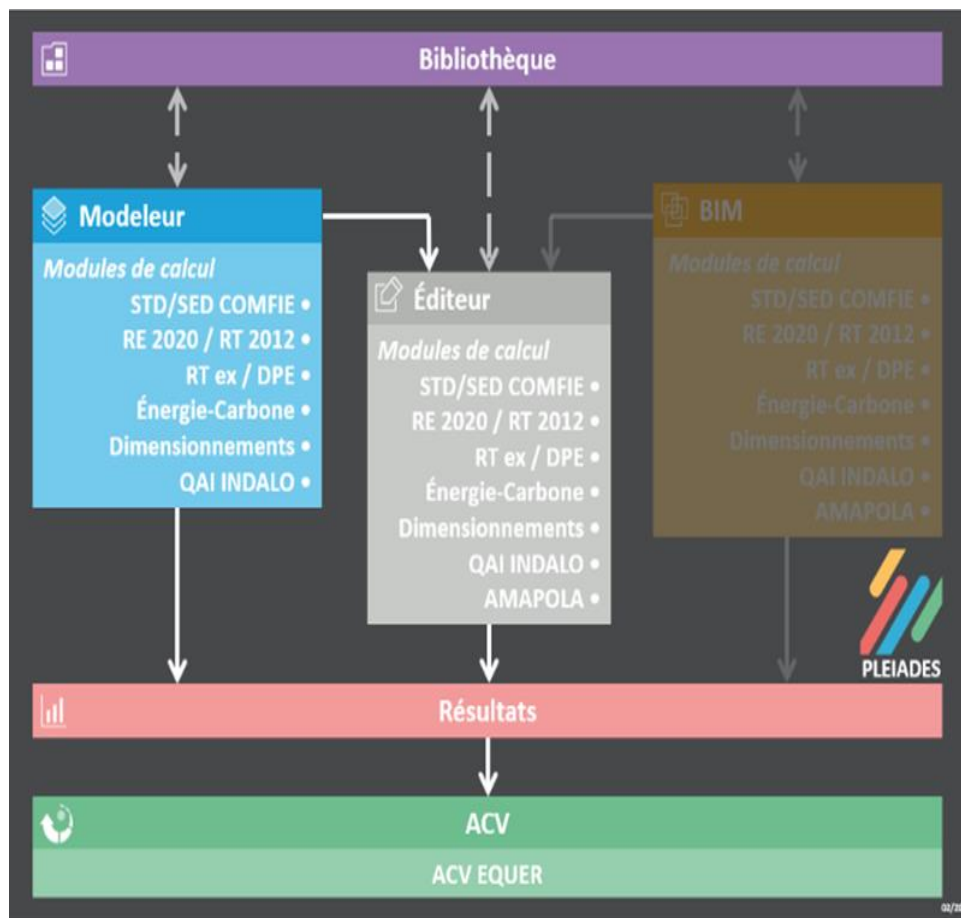 Bibliothèque
Modeleur
Modules de calcul
STD/SED COMFIE •
RE 2020 / RT 2012 •
RT ex / DPE •
Énergie-Carbone •
Dimensionnements •
QAI INDALO •
Éditeur
Modules de calcul
STD/SED COMFIE •
RE 2020 / RT 2012 •
RT ex / DPE •
Énergie-Carbone •
Dimensionnements •
QAI INDALO •
AMAPOLA •
BIM
Modules de calcul
STD/SED COMFIE •
RE 2020 / RT 2012 •
RT ex / DPE •
Énergie-Carbone •
Dimensionnements •
QAI INDALO •
AMAPOLA •
PLEIADES
Résultats
ACV
ACV EQUER